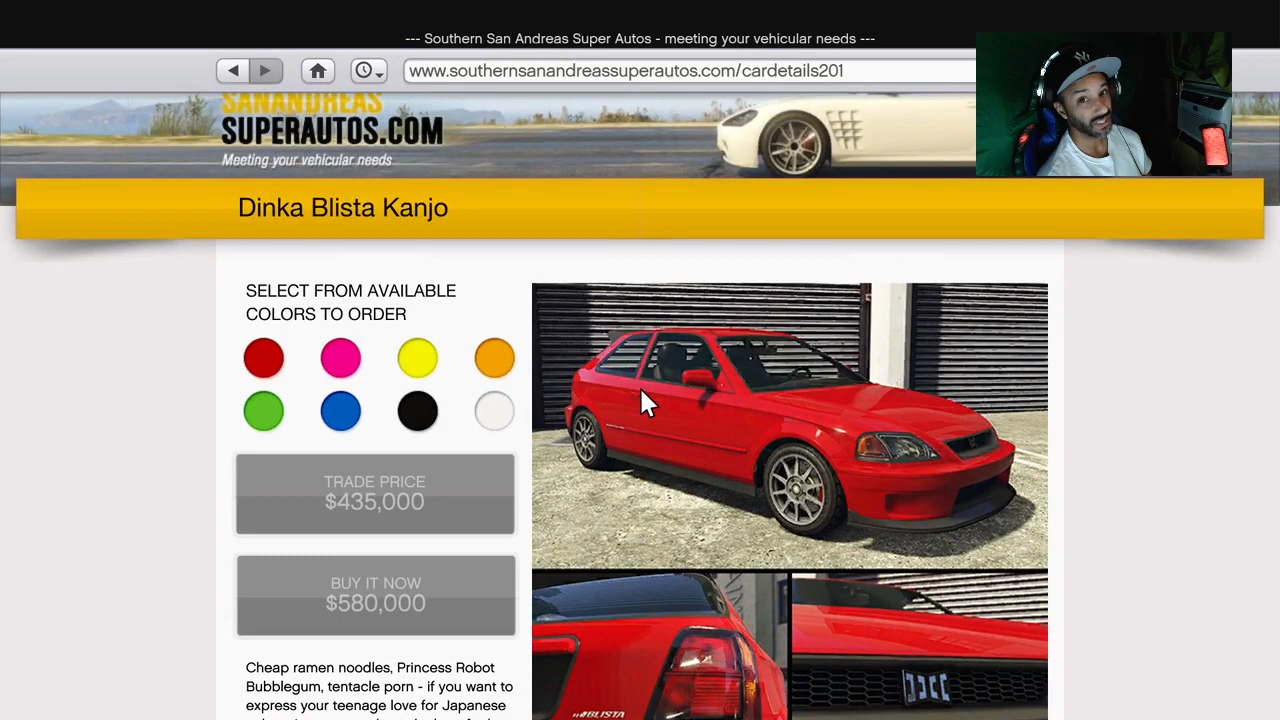 --- Southern San Andreas Super Autos - meeting your vehicular needs ---
www.southernsanandreassuperautos.com/cardetails201
SANANDREAS
SUPERAUTOS.COM
Meeting your vehicular needs
Dinka Blista Kanjo
SELECT FROM AVAILABLE
COLORS TO ORDER
TRADE PRICE
$435,000
BUY IT NOW
$580,000
Cheap ramen noodles, Princess Robot
Bubblegum, tentacle porn - if you want to
express your teenage love for Japanese
BLISTA